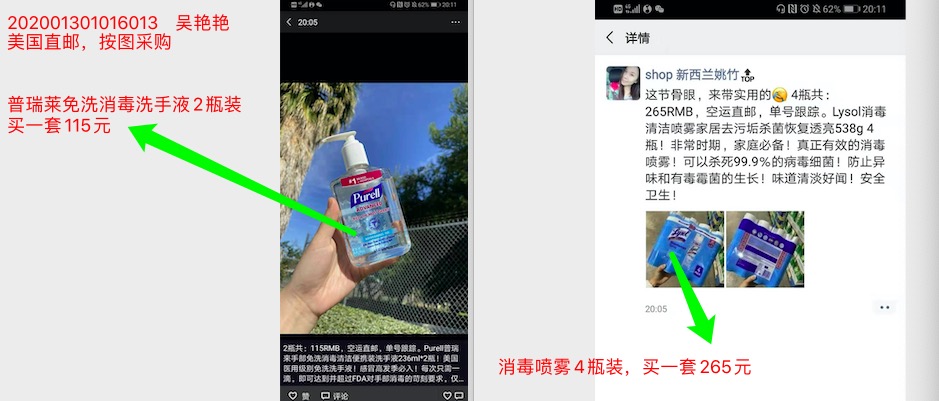 202001301016013 吴艳艳
美国直邮，按图采购
普瑞莱免洗消毒洗手液2瓶装
买一套115元
20:11
20:05
#1
Purell
ADVANCED
2瓶共：115RMB，空运直邮，单号跟踪。Purell普瑞
来手部免洗消毒清洁便携装洗手液236ml*2瓶！美国
医用级别免洗洗手液！感冒高发季必入！每次只需一
滴，即可达到并超过FDA对手部消毒的苛刻要求，仅...
赞 评论
62% 20:11
详情
shop 新西兰姚竹TOP
这节骨眼，来带实用的 4瓶共：
265RMB，空运直邮，单号跟踪。Lysol消毒
清洁喷雾家居去污垢杀菌恢复透亮538g 4
瓶！非常时期，家庭必备！真正有效的消毒
喷雾！可以杀死99.9%的病毒细菌！防止异
味和有毒霉菌的生长！味道清淡好闻！安全
卫生！
Lysol
20:05
消毒喷雾4瓶装，买一套265元